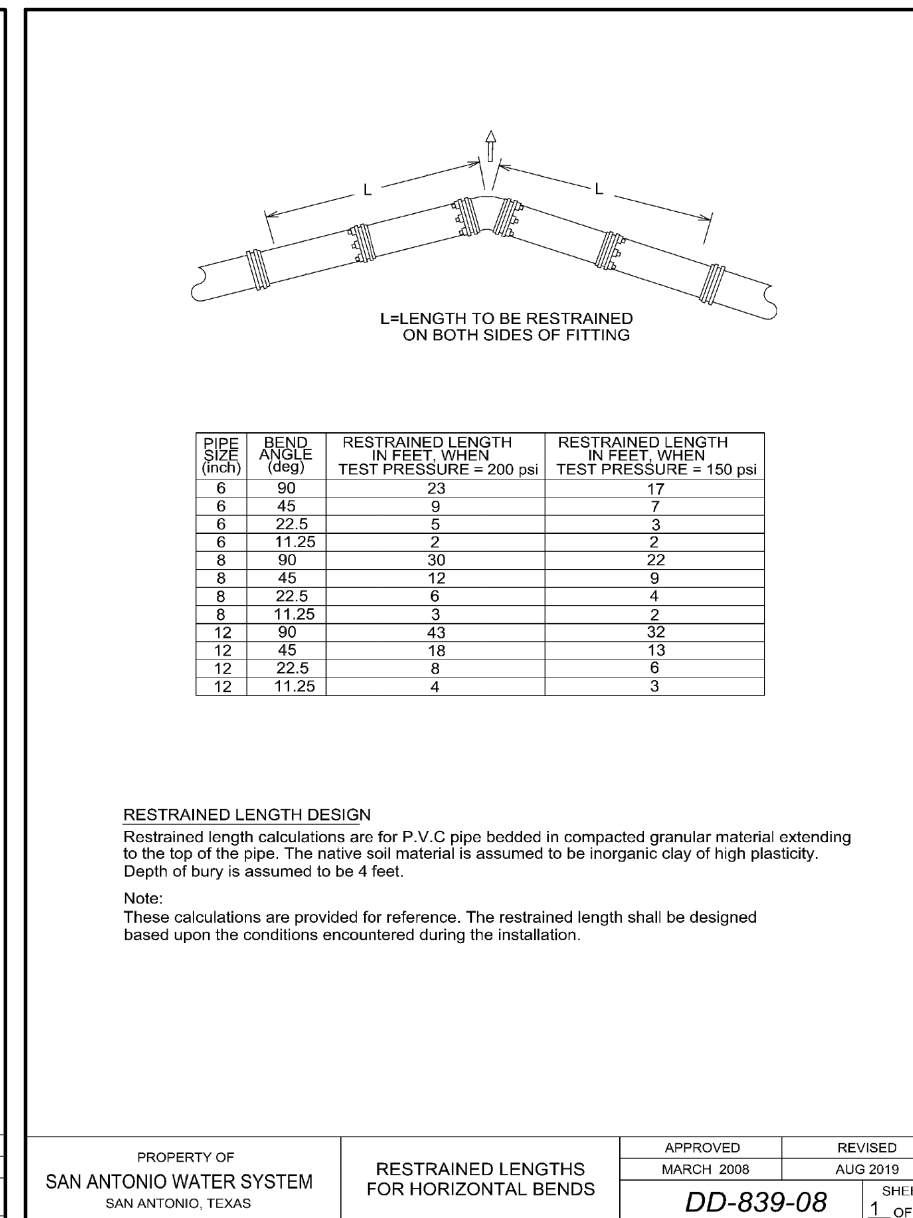 L
L
L=LENGTH TO BE RESTRAINED
ON BOTH SIDES OF FITTING
PIPE SIZE (inch) BEND ANGLE (deg) RESTRAINED LENGTH IN FEET, WHEN TEST PRESSURE = 200 psi RESTRAINED LENGTH IN FEET, WHEN TEST PRESSURE = 150 psi
6 90 23 17
6 45 9 7
6 22.5 5 3
6 11.25 2 2
8 90 30 22
8 45 12 9
8 22.5 6 4
8 11.25 3 2
12 90 43 32
12 45 18 13
12 22.5 8 6
12 11.25 4 3
RESTRAINED LENGTH DESIGN
Restrained length calculations are for P.V.C pipe bedded in compacted granular material extending
to the top of the pipe. The native soil material is assumed to be inorganic clay of high plasticity.
Depth of bury is assumed to be 4 feet.
Note:
These calculations are provided for reference. The restrained length shall be designed
based upon the conditions encountered during the installation.
PROPERTY OF
SAN ANTONIO WATER SYSTEM
SAN ANTONIO, TEXAS
RESTRAINED LENGTHS
FOR HORIZONTAL BENDS
APPROVED REVISED
MARCH 2008 AUG 2019
DD-839-08
1 OF